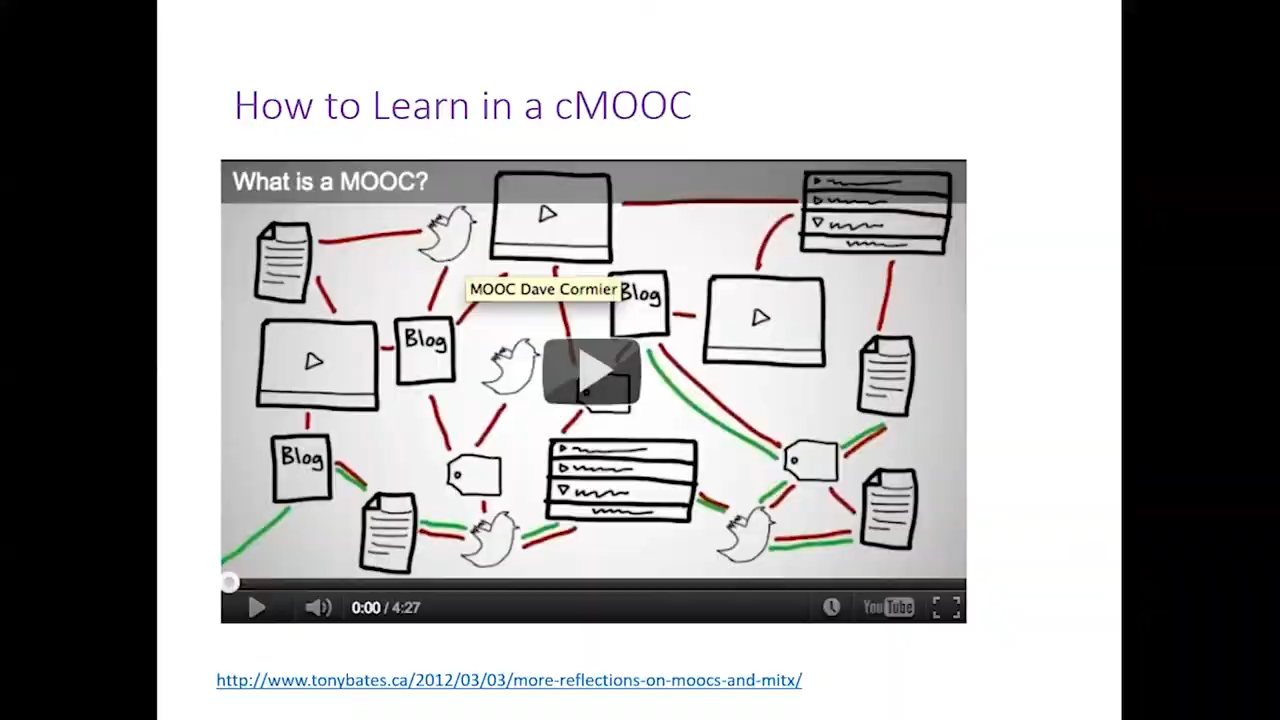 How to Learn in a cMOOC
What is a MOOC?
MOOC Dave Cormier
Blog
Blog
Blog
0:00 / 4:27
YouTube
http://www.tonybates.ca/2012/03/03/more-reflections-on-moocs-and-mitx/